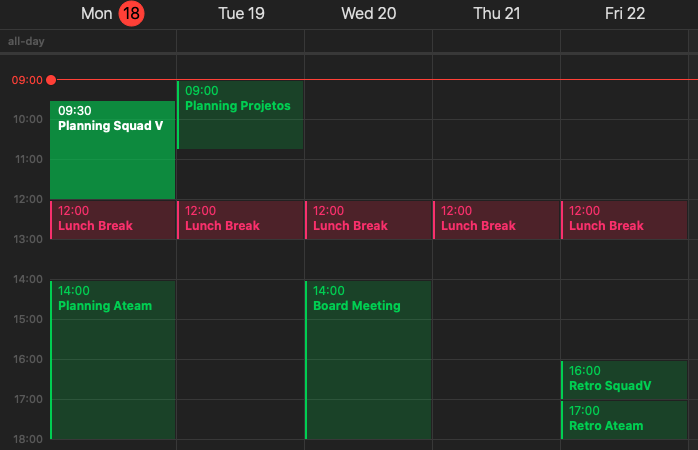 Mon 18
Tue 19
Wed 20
Thu 21
Fri 22
all-day
09:00
10:00
11:00
12:00
13:00
14:00
15:00
16:00
17:00
18:00
09:30
Planning Squad V
12:00
Lunch Break
14:00
Planning Ateam
09:00
Planning Projetos
12:00
Lunch Break
12:00
Lunch Break
14:00
Board Meeting
12:00
Lunch Break
12:00
Lunch Break
16:00
Retro SquadV
17:00
Retro Ateam